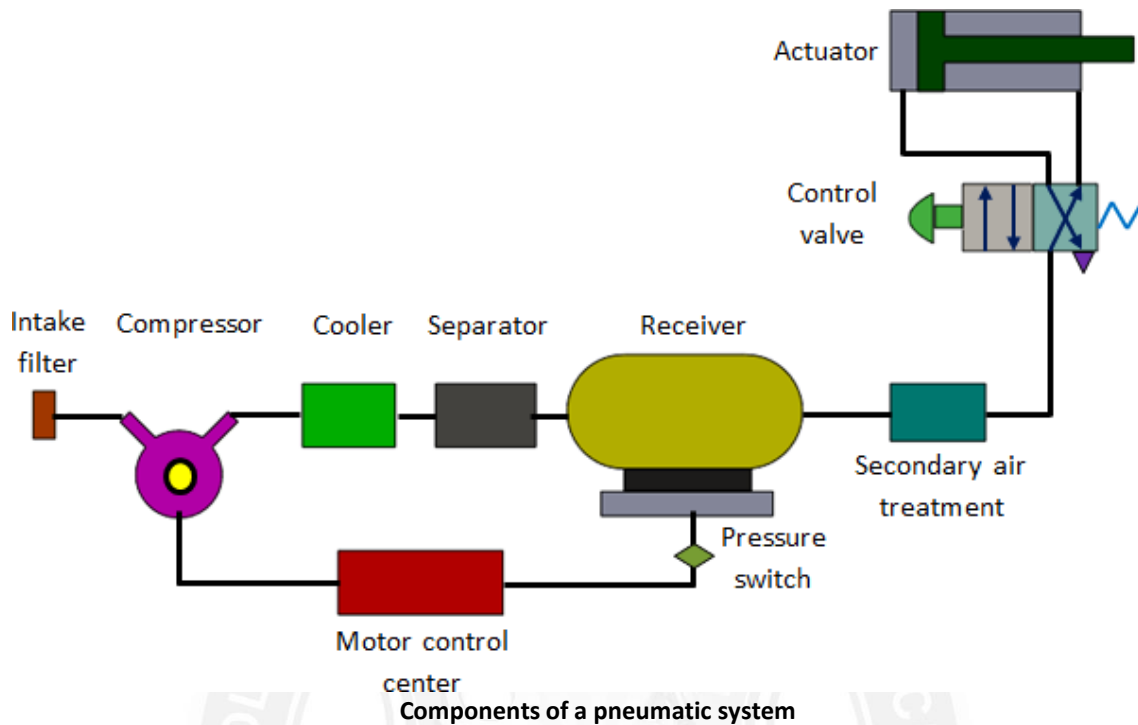 Actuator
Control
valve
Intake
filter
Compressor
Cooler
Separator
Receiver
Secondary air
treatment
Pressure
switch
Motor control
center
Components of a pneumatic system